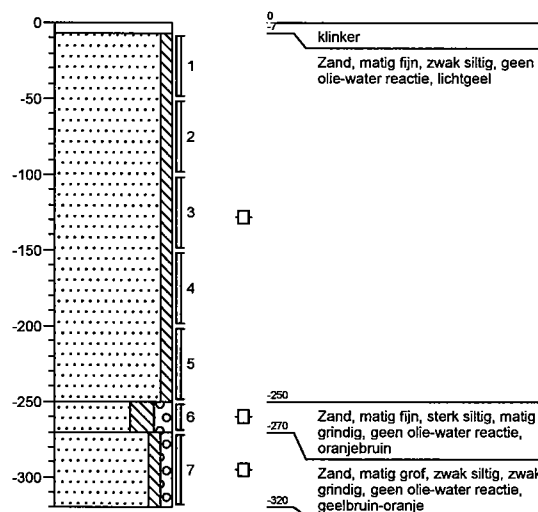 0
-50
-100
-150
-200
-250
-300
1
2
3
4
5
6
7
0
-7
klinker
Zand, matig fijn, zwak siltig, geen
olie-water reactie, lichtgeel
-250
Zand, matig fijn, sterk siltig, matig
grindig, geen olie-water reactie,
oranjebruin
-270
Zand, matig grof, zwak siltig, zwak
grindig, geen olie-water reactie,
geelbruin-oranje
-320